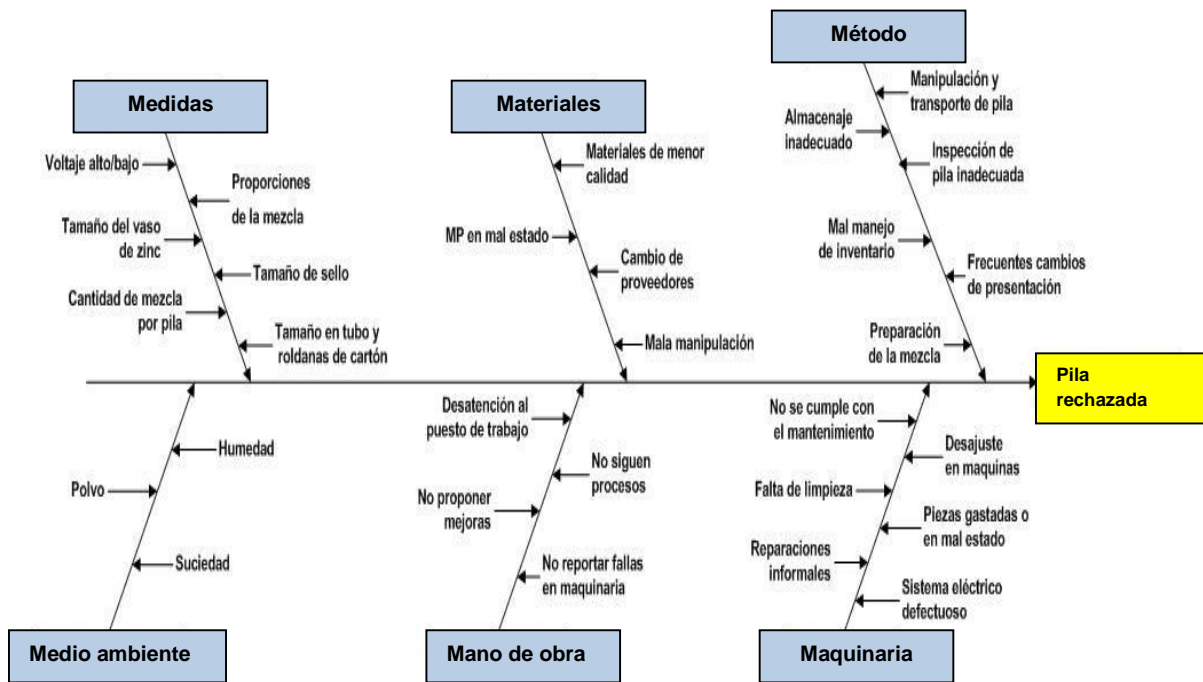 Medidas
Voltaje alto/bajo
Proporciones
de la mezcla
Tamaño del vaso
de zinc
Tamaño de sello
Cantidad de mezcla
por pila
Tamaño en tubo y
roldanas de cartón
Materiales
Materiales de menor
calidad
MP en mal estado
Cambio de
proveedores
Mala manipulación
Método
Manipulación y
transporte de pila
Almacenaje
inadecuado
Inspección de
pila inadecuada
Mal manejo
de inventario
Frecuentes cambios
de presentación
Preparación
de la mezcla
Pila
rechazada
Humedad
Polvo
Suciedad
Medio ambiente
Desatención al
puesto de trabajo
No siguen
procesos
No proponer
mejoras
No reportar fallas
en maquinaria
Mano de obra
No se cumple con
el mantenimiento
Desajuste
en maquinas
Falta de limpieza
Piezas gastadas o
en mal estado
Reparaciones
informales
Sistema eléctrico
defectuoso
Maquinaria